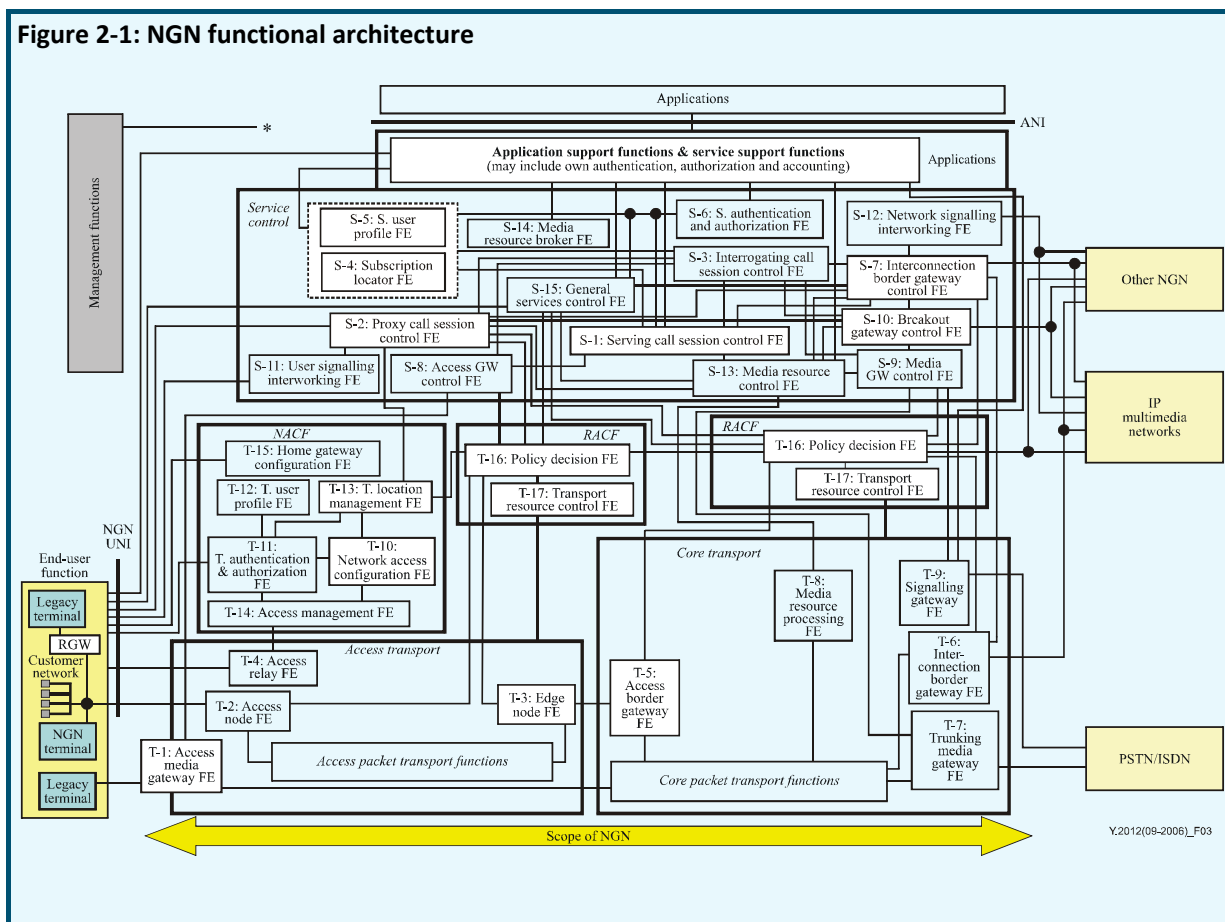 Figure 2-1: NGN functional architecture
Applications
ANI
*
Management functions
Application support functions & service support functions
(may include own authentication, authorization and accounting)
Applications
Service
control
S-5: S. user
profile FE
S-4: Subscription
locator FE
S-14: Media
resource broker FE
S-6: S. authentication
and authorization FE
S-12: Network signalling
interworking FE
S-3: Interrogating call
session control FE
S-7: Interconnection
border gateway
control FE
S-15: General
services control FE
S-2: Proxy call session
control FE
S-1: Serving call session control FE
S-10: Breakout
gateway control FE
S-11: User signalling
interworking FE
S-8: Access GW
control FE
S-13: Media resource
control FE
S-9: Media
GW control FE
Other NGN
IP
multimedia
networks
NACF
T-15: Home gateway
configuration FE
T-12: T. user
profile FE
T-13: T. location
management FE
T-11:
T. authentication
& authorization
FE
T-10:
Network access
configuration FE
T-14: Access management FE
RACF
T-16: Policy decision FE
T-17: Transport
resource control FE
RACF
T-16: Policy decision FE
T-17: Transport
resource control FE
NGN
UNI
End-user
function
Legacy
terminal
RGW
Customer
network
NGN
terminal
Legacy
terminal
Access transport
T-4: Access
relay FE
T-2: Access
node FE
T-3: Edge
node FE
T-1: Access
media
gateway FE
Access packet transport functions
Core transport
T-8:
Media
resource
processing
FE
T-9:
Signalling
gateway
FE
T-5:
Access
border
gateway
FE
T-6:
Inter-
connection
border
gateway FE
T-7:
Trunking
media
gateway
FE
Core packet transport functions
PSTN/ISDN
Scope of NGN
Y.2012(09-2006)_F03